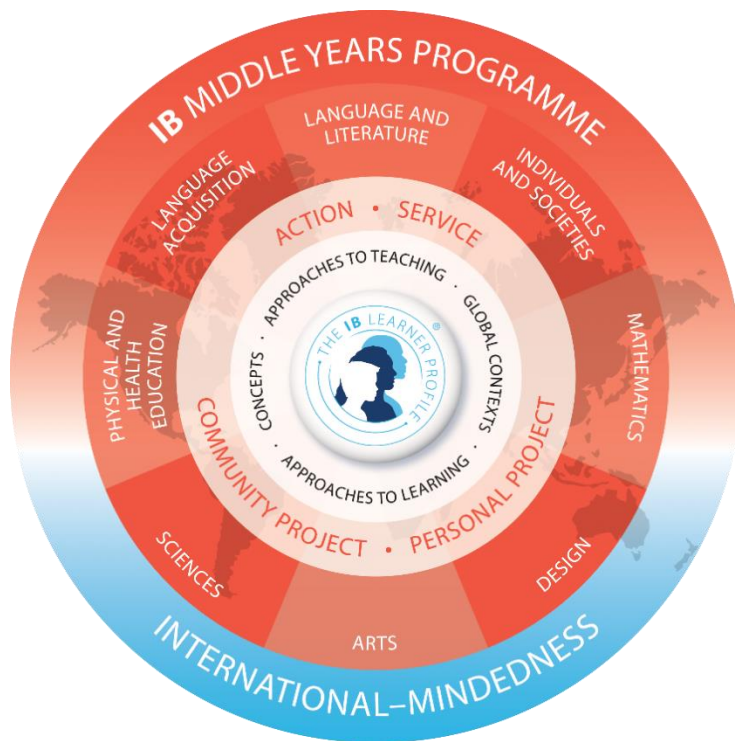 IB MIDDLE YEARS PROGRAMME
LANGUAGE AND
LITERATURE
INDIVIDUALS
AND SOCIETIES
MATHEMATICS
DESIGN
ARTS
SCIENCES
PHYSICAL AND
HEALTH
EDUCATION
LANGUAGE
ACQUISITION
ACTION • SERVICE
PERSONAL PROJECT
•
COMMUNITY PROJECT
APPROACHES TO TEACHING •
GLOBAL CONTEXTS •
APPROACHES TO LEARNING •
CONCEPTS •
THE IB LEARNER PROFILE ®
INTERNATIONAL–MINDEDNESS